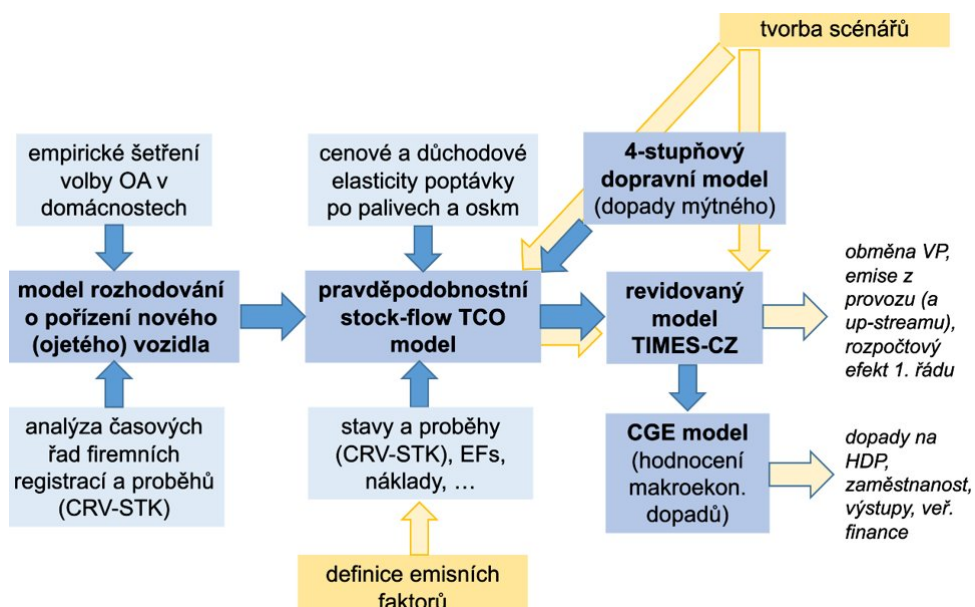 tvorba scénářů
empirické šetření
volby OA v
domácnostech
cenové a důchodové
elasticity poptávky
po palivech a oskm
4-stupňový
dopravní model
(dopady mýtného)
model rozhodování
o pořízení nového
(ojetého) vozidla
pravděpodobnostní
stock-flow TCO
model
revidovaný
model
TIMES-CZ
obměna VP,
emise z
provozu (a
up-streamu),
rozpočtový
efekt 1. řádu
analýza časových
řad firemních
registrací a proběhů
(CRV-STK)
stavy a proběhy
(CRV-STK), EFs,
náklady, …
CGE model
(hodnocení
makroekon.
dopadů)
dopady na
HDP,
zaměstnanost,
výstupy, veř.
finance
definice emisních
faktorů